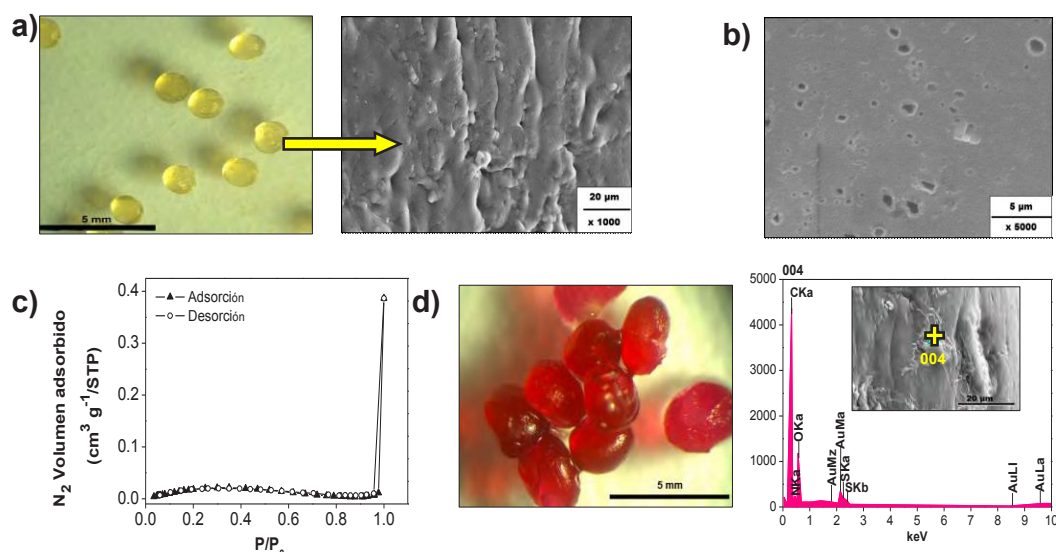 a)
5 mm
20 µm
x 1000
b)
5 µm
x 5000
c)
N₂ Volumen adsorbido
(cm³ g⁻¹/STP)
0.4
0.3
0.2
0.1
0.0
Adsorción
Desorción
0.0 0.2 0.4 0.6 0.8 1.0
P/P₀
d)
5 mm
004
5000
4000
3000
2000
1000
0
CKa
OKa
NKa
AuMz
AuMa
SKa
SKb
AuLl
AuLa
004
20 µm
0 1 2 3 4 5 6 7 8 9 10
keV